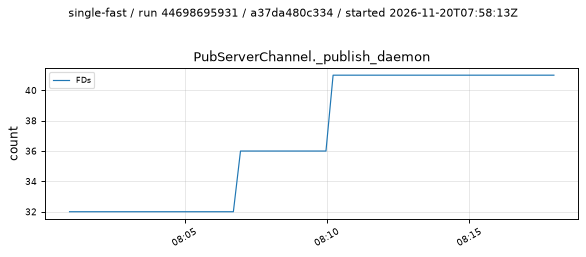 single-fast / run 44698695931 / a37da480c334 / started 2026-11-20T07:58:13Z
PubServerChannel._publish_daemon
FDs
count
40
38
36
34
32
08:05
08:10
08:15